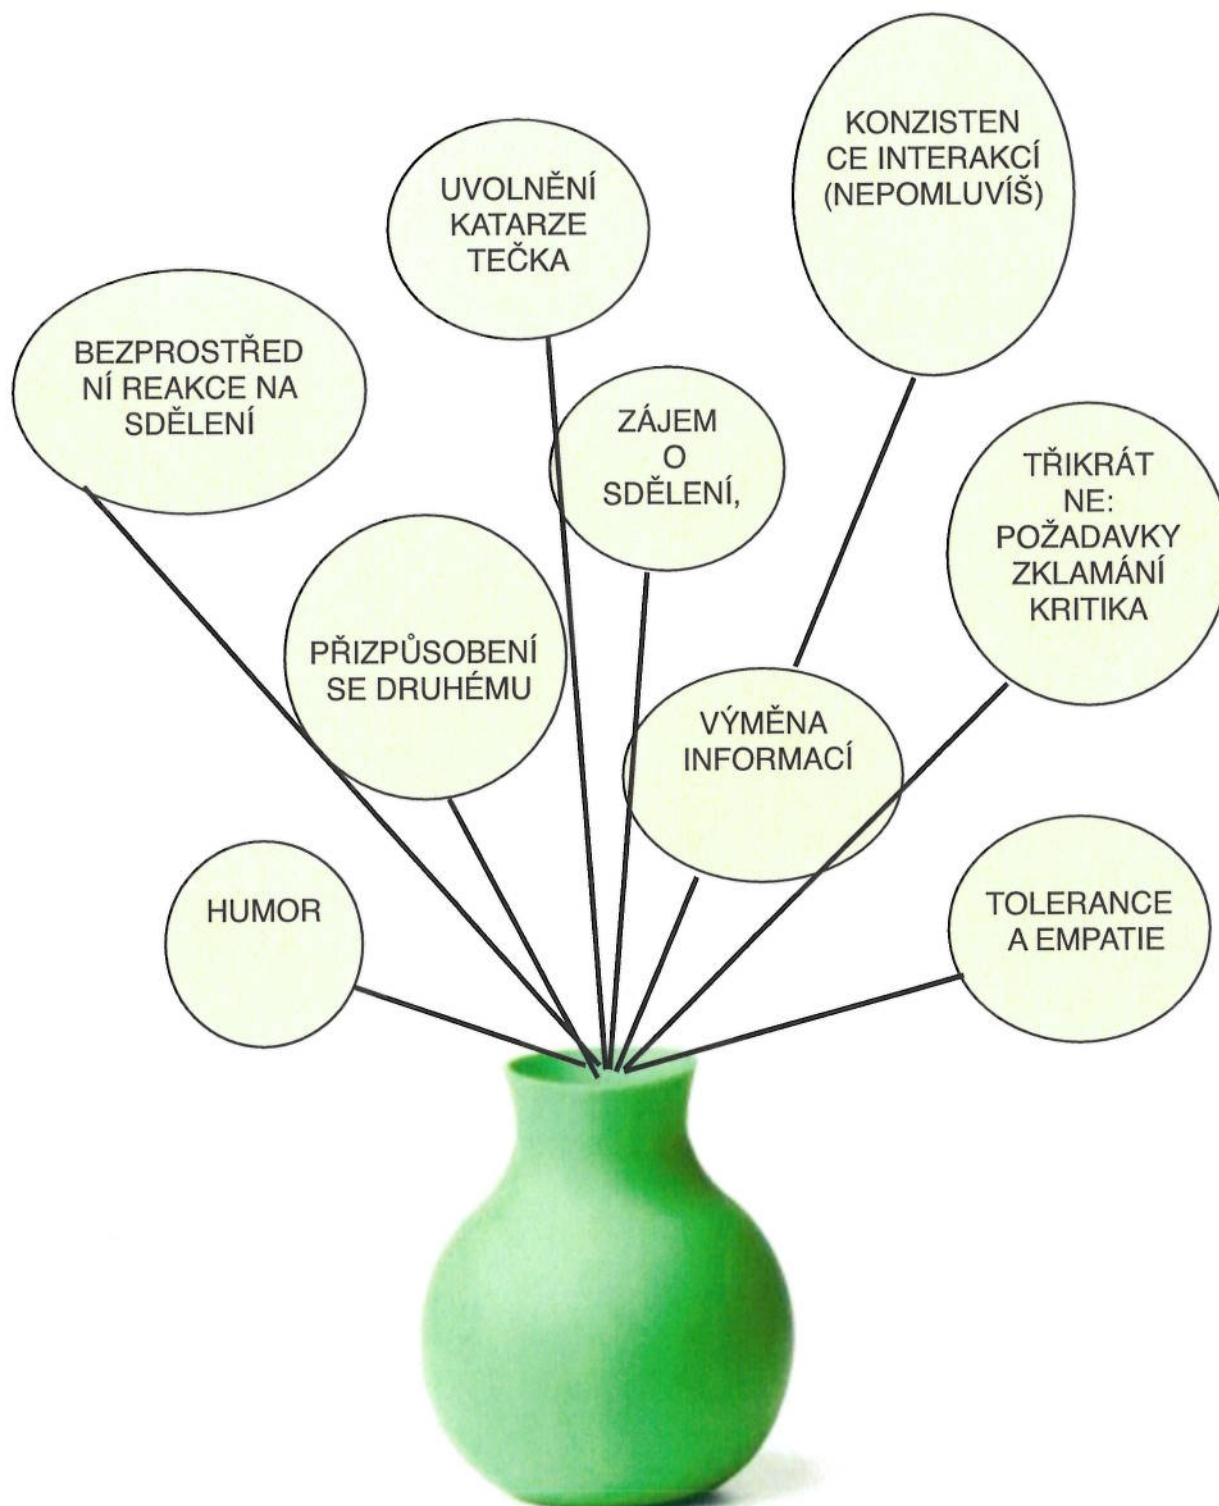 KONZISTEN
CE INTERAKCÍ
(NEPOMLUVÍŠ)
UVOLNĚNÍ
KATARZE
TEČKA
BEZPROSTŘED
NÍ REAKCE NA
SDĚLENÍ
ZÁJEM
O
SDĚLENÍ,
TŘIKRÁT
NE:
POŽADAVKY
ZKLAMÁNÍ
KRITIKA
PŘIZPŮSOBENÍ
SE DRUHÉMU
VÝMĚNA
INFORMACÍ
HUMOR
TOLERANCE
A EMPATIE